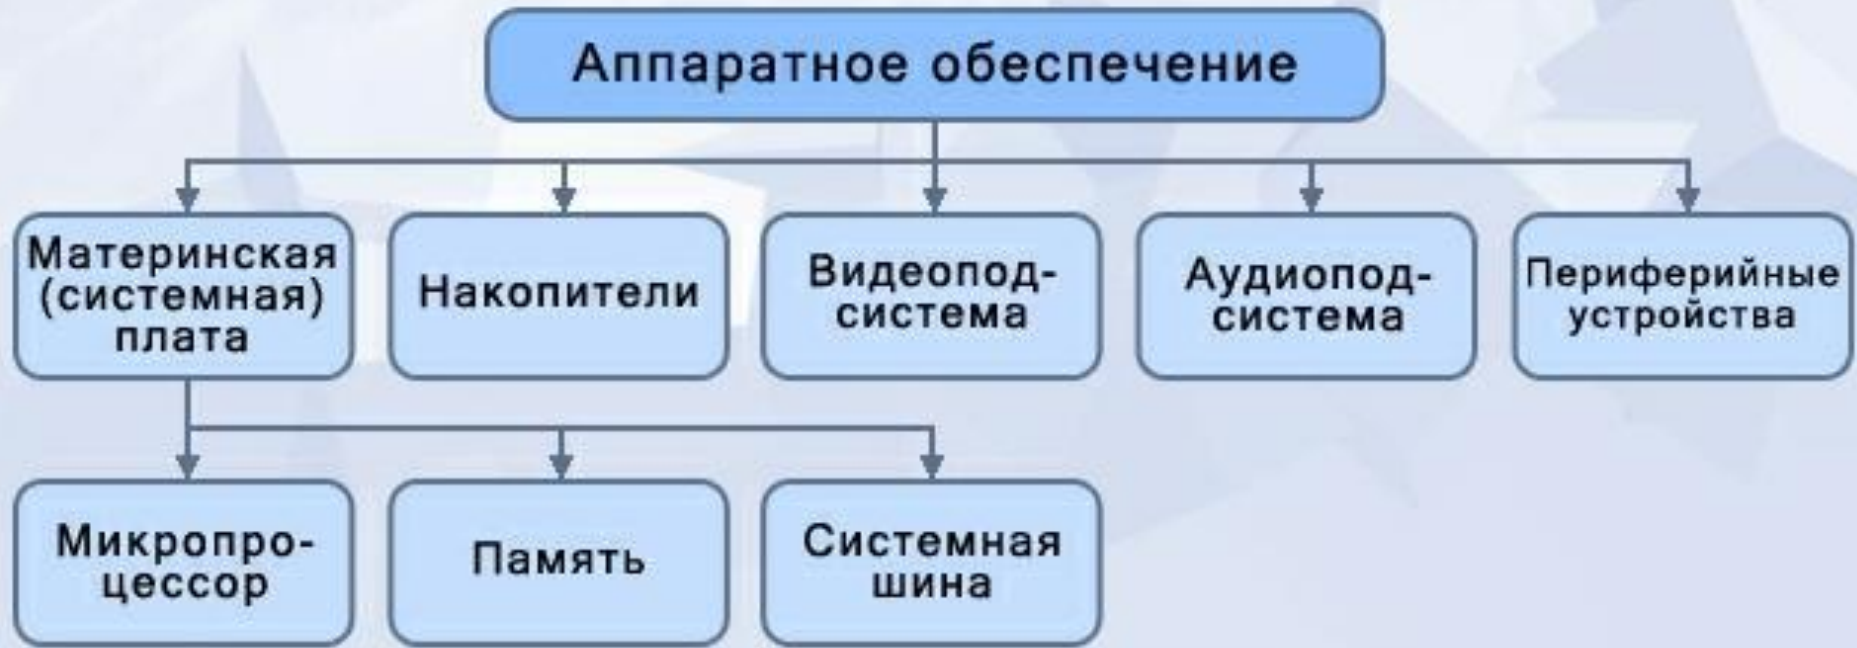 Аппаратное обеспечение
Материнская
(системная)
плата
Накопители
Видеопод-
система
Аудиопод-
система
Периферийные
устройства
Микропро-
цессор
Память
Системная
шина